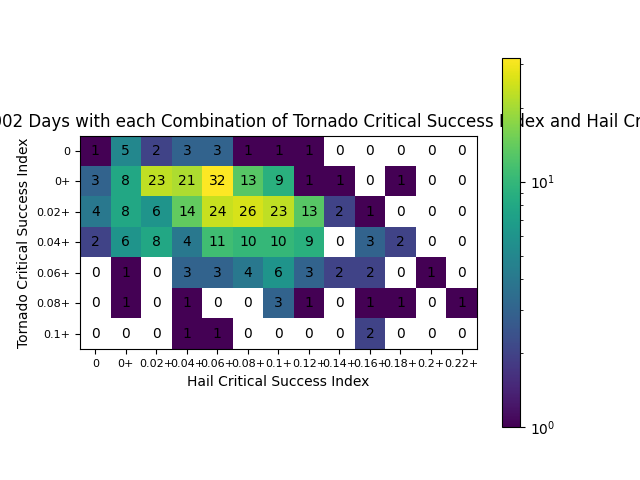 002 Days with each Combination of Tornado Critical Success Index and Hail Cr
Tornado Critical Success Index
0 1 5 2 3 3 1 1 1 0 0 0 0 0
0+ 3 8 23 21 32 13 9 1 1 0 1 0 0
0.02+ 4 8 6 14 24 26 23 13 2 1 0 0 0
0.04+ 2 6 8 4 11 10 10 9 0 3 2 0 0
0.06+ 0 1 0 3 3 4 6 3 2 2 0 1 0
0.08+ 0 1 0 1 0 0 3 1 0 1 1 0 1
0.1+ 0 0 0 1 1 0 0 0 0 2 0 0 0
0 0+ 0.02+ 0.04+ 0.06+ 0.08+ 0.1+ 0.12+ 0.14+ 0.16+ 0.18+ 0.2+ 0.22+
Hail Critical Success Index
10¹
10⁰